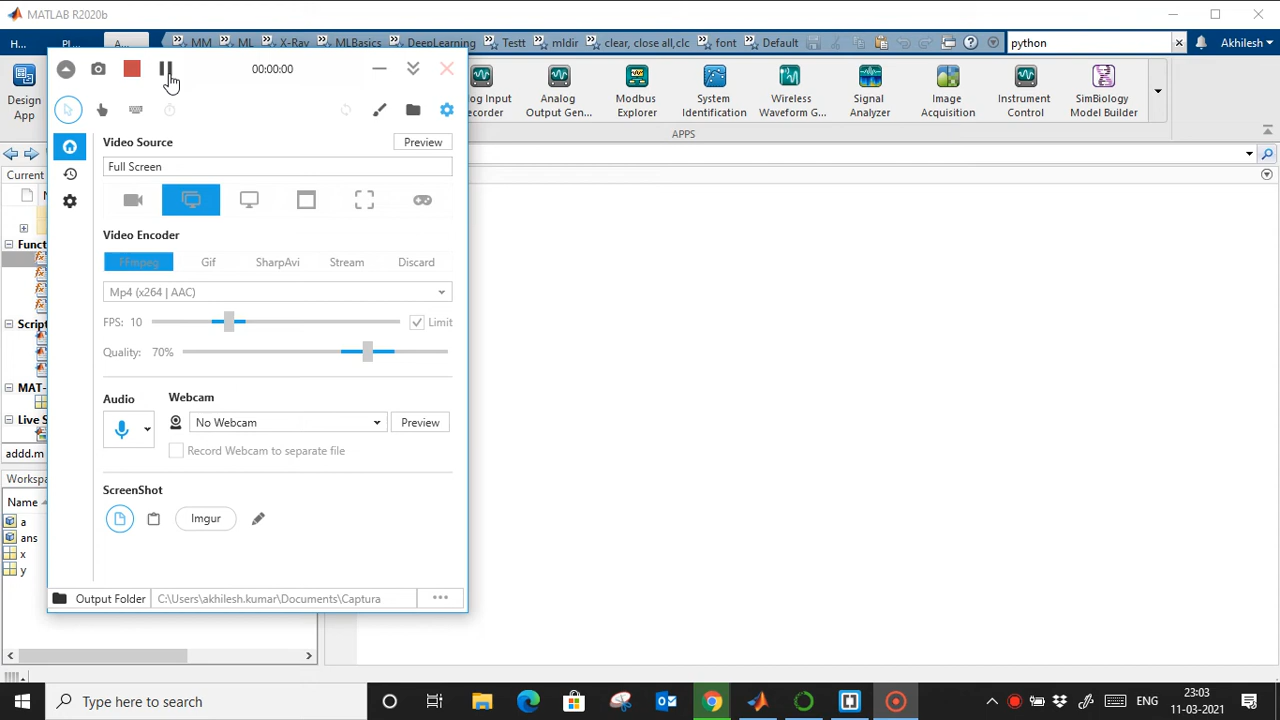 MATLAB R2020b
H... PL... A... MM ML X-Ray MLBasics DeepLearning Testt mldir clear, close all,clc font Default python Akhilesh
Design App
og Input ecorder
Analog Output Gen...
Modbus Explorer
System Identification
Wireless Waveform G...
Signal Analyzer
Image Acquisition
Instrument Control
SimBiology Model Builder
APPS
00:00:00
Video Source
Preview
Full Screen
Video Encoder
FFmpeg Gif SharpAvi Stream Discard
Mp4 (x264 | AAC)
FPS: 10 Limit
Quality: 70%
Audio
Webcam
No Webcam
Preview
Record Webcam to separate file
ScreenShot
Imgur
Output Folder C:\Users\akhilesh.kumar\Documents\Captura ...
Current
N
Funct
Script
MAT-
Live S
addd.m
Workspa
Name
a
ans
x
y
Type here to search
ENG
23:03
11-03-2021